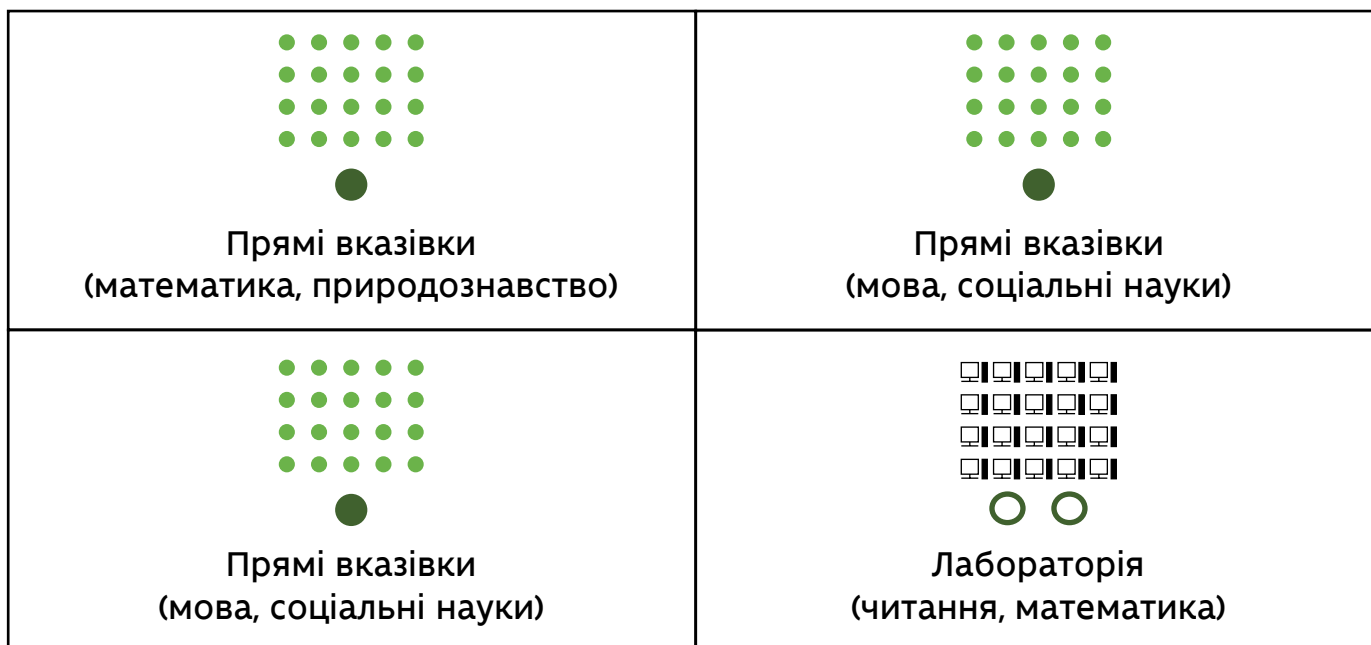 Прямі вказівки
(математика, природознавство)
Прямі вказівки
(мова, соціальні науки)
Прямі вказівки
(мова, соціальні науки)
Лабораторія
(читання, математика)